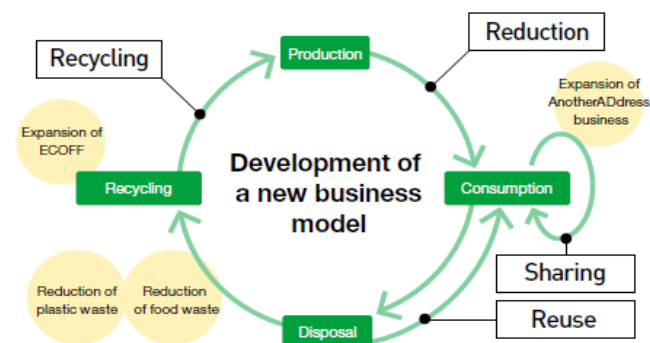 Reduction
Production
Recycling
Expansion of
AnotherADdress
business
Expansion of
ECOFF
Development of
a new business
model
Recycling
Consumption
Sharing
Reduction of
plastic waste
Reduction
of food waste
Reuse
Disposal